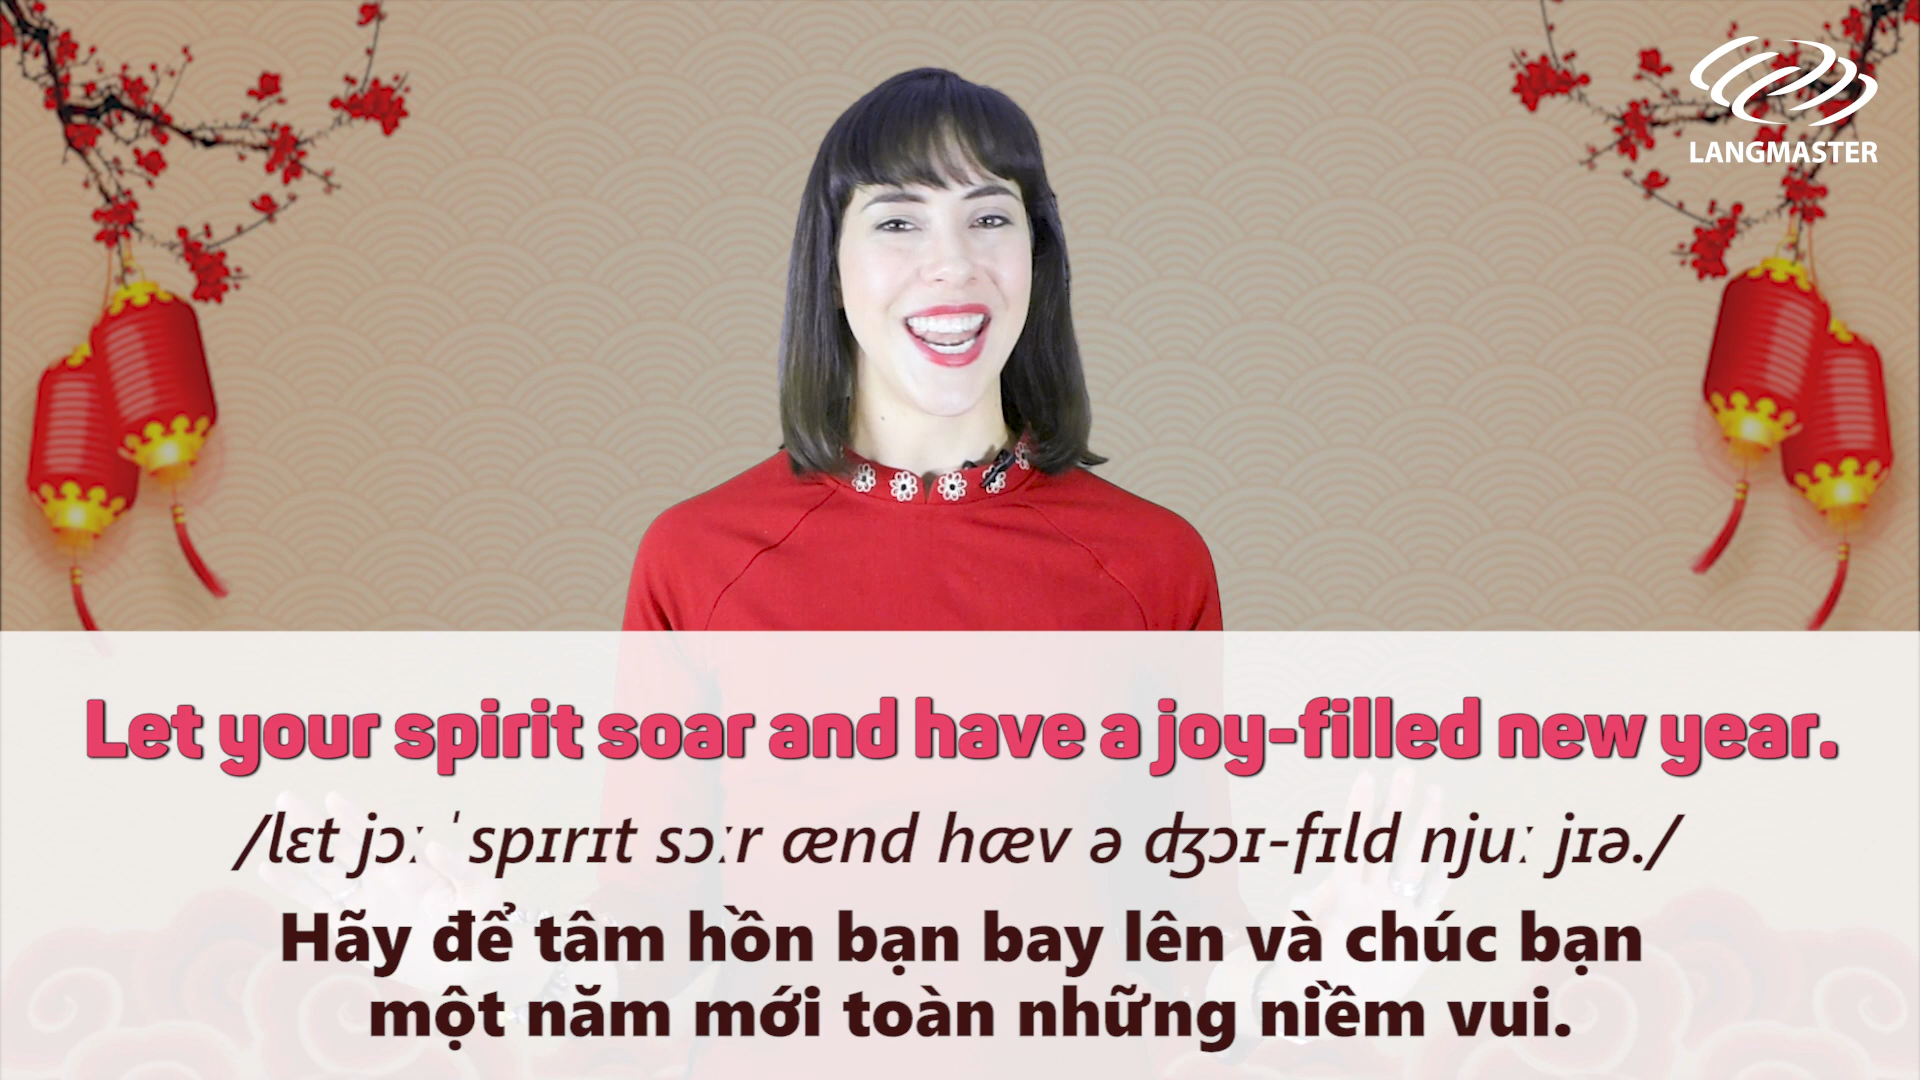 LANGMASTER
Let your spirit soar and have a joy-filled new year.
/lɛt jɔː ˈspɪrɪt sɔːr ænd hæv ə ʤɔɪ-fɪld njuː jɪə./
Hãy để tâm hồn bạn bay lên và chúc bạn
một năm mới toàn những niềm vui.